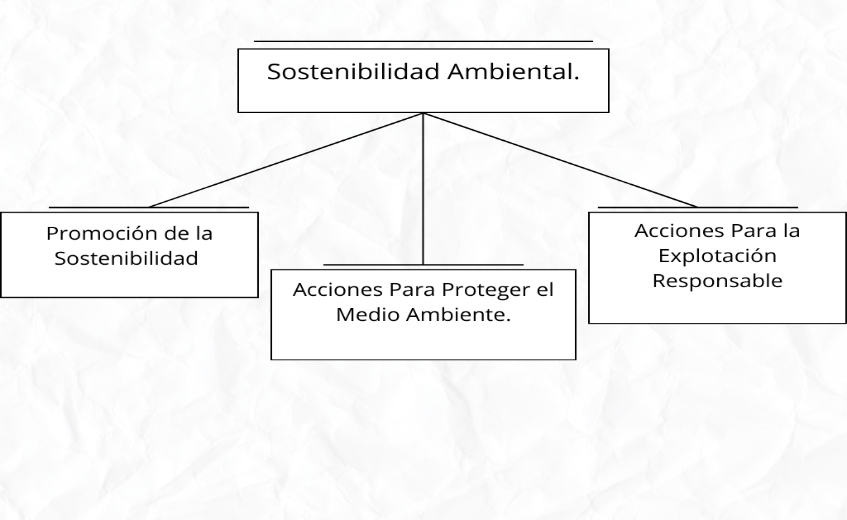 Sostenibilidad Ambiental.
Promoción de la
Sostenibilidad
Acciones Para Proteger el
Medio Ambiente.
Acciones Para la
Explotación
Responsable